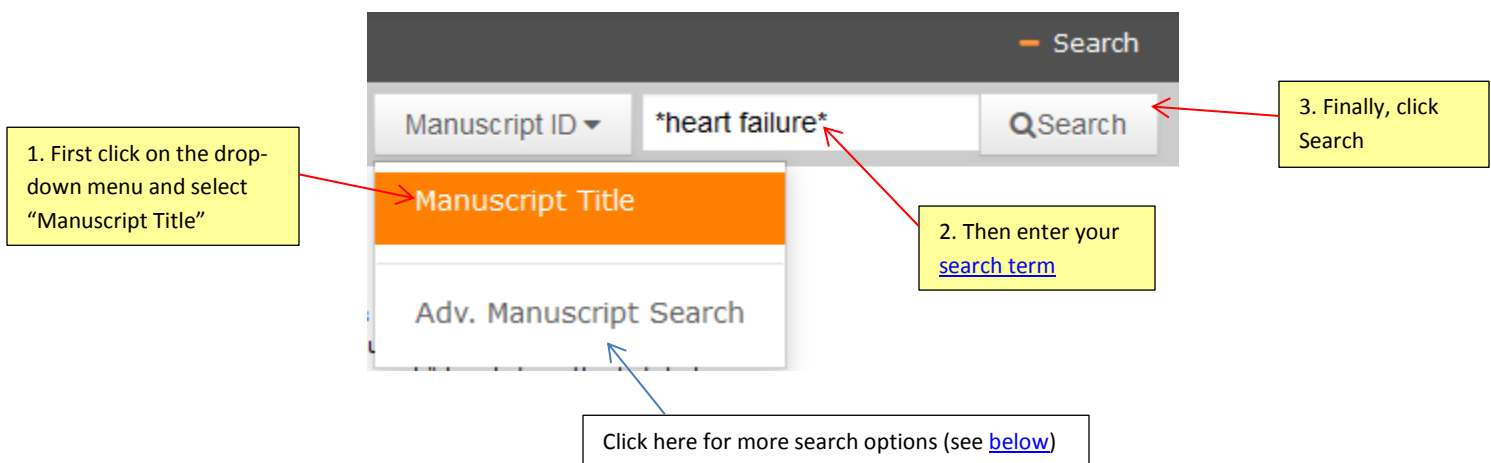 − Search
Manuscript ID
*heart failure*
Search
3. Finally, click
Search
1. First click on the drop-
down menu and select
“Manuscript Title”
Manuscript Title
2. Then enter your
search term
Adv. Manuscript Search
Click here for more search options (see below)